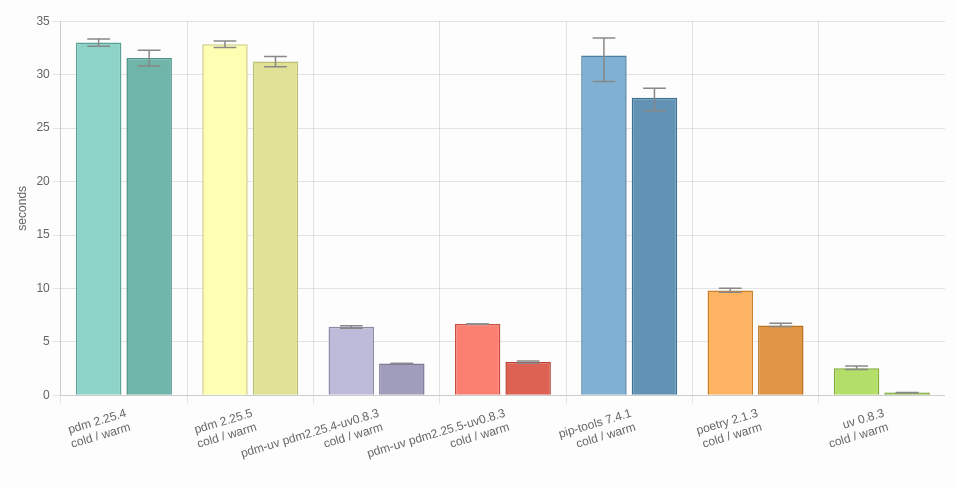 35
30
25
20
15
10
5
0
seconds
pdm 2.25.4
cold / warm
pdm 2.25.5
cold / warm
pdm-uv pdm2.25.4-uv0.8.3
cold / warm
pdm-uv pdm2.25.5-uv0.8.3
cold / warm
pip-tools 7.4.1
cold / warm
poetry 2.1.3
cold / warm
uv 0.8.3
cold / warm